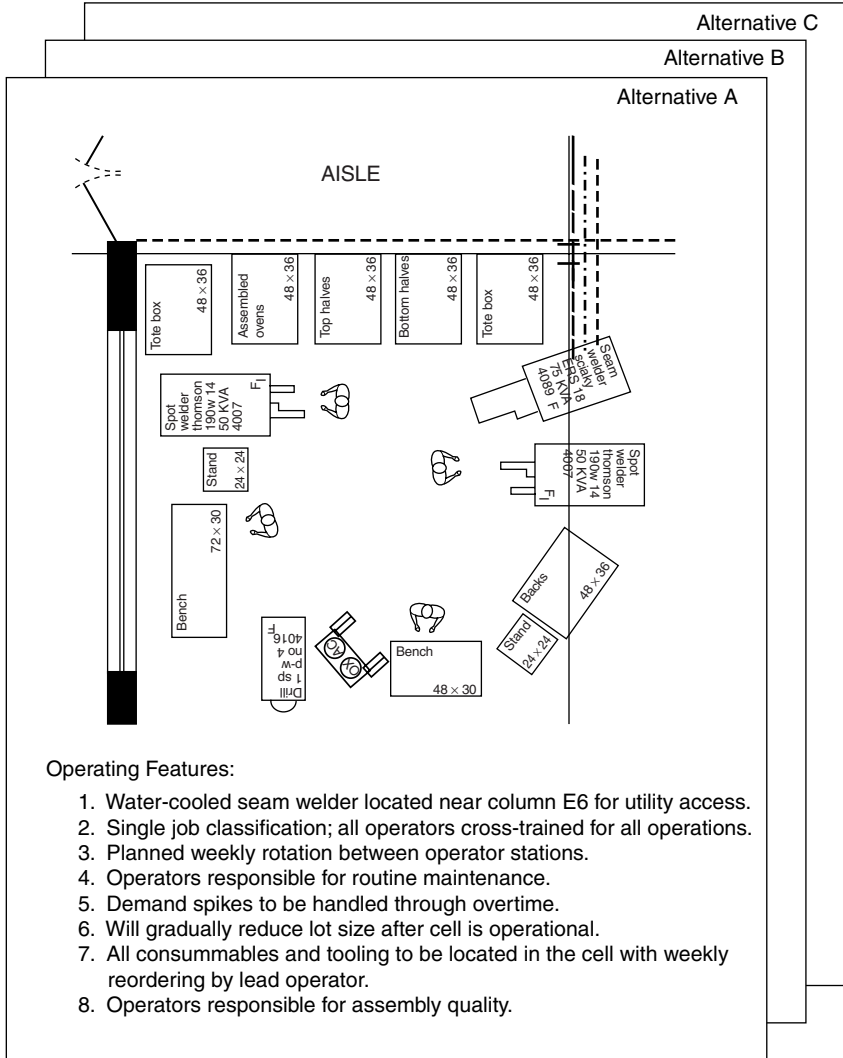 Alternative C
Alternative B
Alternative A
AISLE
Tote box
48 × 36
Assembled
ovens
48 × 36
Top halves
48 × 36
Bottom halves
48 × 36
Tote box
48 × 36
Seam
welder
sciaky
ERS 18
75 KVA
4089 F
Spot
welder
thomson
190w 14
50 KVA
4007
F
Spot
welder
thomson
190w 14
50 KVA
4007
F
Stand
24 × 24
Bench
72 × 30
Backs
48 × 36
Stand
24 × 24
Drill
1 sp
p-w
no 4
4016
F
AC
OX
Bench
48 × 30
Operating Features:
1. Water-cooled seam welder located near column E6 for utility access.
2. Single job classification; all operators cross-trained for all operations.
3. Planned weekly rotation between operator stations.
4. Operators responsible for routine maintenance.
5. Demand spikes to be handled through overtime.
6. Will gradually reduce lot size after cell is operational.
7. All consummables and tooling to be located in the cell with weekly
reordering by lead operator.
8. Operators responsible for assembly quality.